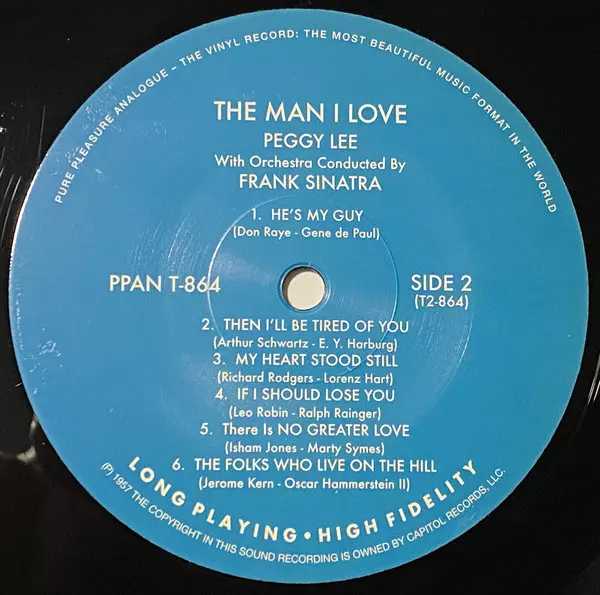 PURE PLEASURE ANALOGUE – THE VINYL RECORD: THE MOST BEAUTIFUL MUSIC FORMAT IN THE WORLD
THE MAN I LOVE
PEGGY LEE
With Orchestra Conducted By
FRANK SINATRA
1. HE'S MY GUY
(Don Raye - Gene de Paul)
PPAN T-864
SIDE 2
(T2-864)
2. THEN I'LL BE TIRED OF YOU
(Arthur Schwartz - E. Y. Harburg)
3. MY HEART STOOD STILL
(Richard Rodgers - Lorenz Hart)
4. IF I SHOULD LOSE YOU
(Leo Robin - Ralph Rainger)
5. There Is NO GREATER LOVE
(Isham Jones - Marty Symes)
6. THE FOLKS WHO LIVE ON THE HILL
(Jerome Kern - Oscar Hammerstein II)
LONG PLAYING • HIGH FIDELITY
(P) 1957 THE COPYRIGHT IN THIS SOUND RECORDING IS OWNED BY CAPITOL RECORDS, LLC.